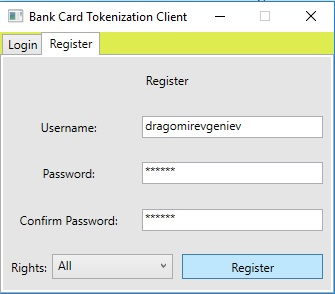 Bank Card Tokenization Client
Login Register
Register
Username: dragomirevgeniev
Password: ******
Confirm Password: ******
Rights: All Register